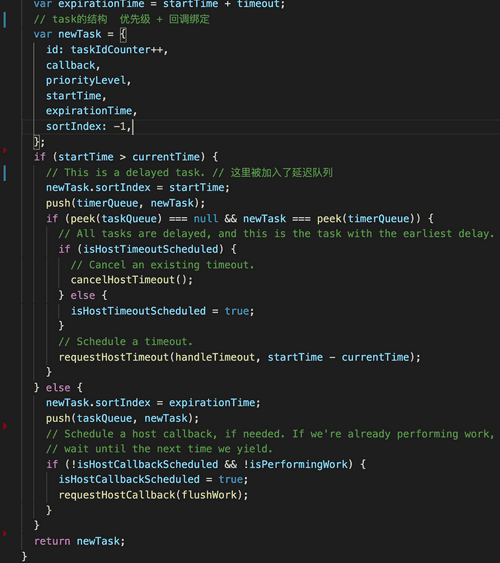 var expirationTime = startTime + timeout;
// task的结构  优先级 + 回调绑定
var newTask = {
id: taskIdCounter++,
callback,
priorityLevel,
startTime,
expirationTime,
sortIndex: -1,
};
if (startTime > currentTime) {
// This is a delayed task. // 这里被加入了延迟队列
newTask.sortIndex = startTime;
push(timerQueue, newTask);
if (peek(taskQueue) === null && newTask === peek(timerQueue)) {
// All tasks are delayed, and this is the task with the earliest delay.
if (isHostTimeoutScheduled) {
// Cancel an existing timeout.
cancelHostTimeout();
} else {
isHostTimeoutScheduled = true;
}
// Schedule a timeout.
requestHostTimeout(handleTimeout, startTime - currentTime);
}
} else {
newTask.sortIndex = expirationTime;
push(taskQueue, newTask);
// Schedule a host callback, if needed. If we're already performing work,
// wait until the next time we yield.
if (!isHostCallbackScheduled && !isPerformingWork) {
isHostCallbackScheduled = true;
requestHostCallback(flushWork);
}
}
return newTask;
}